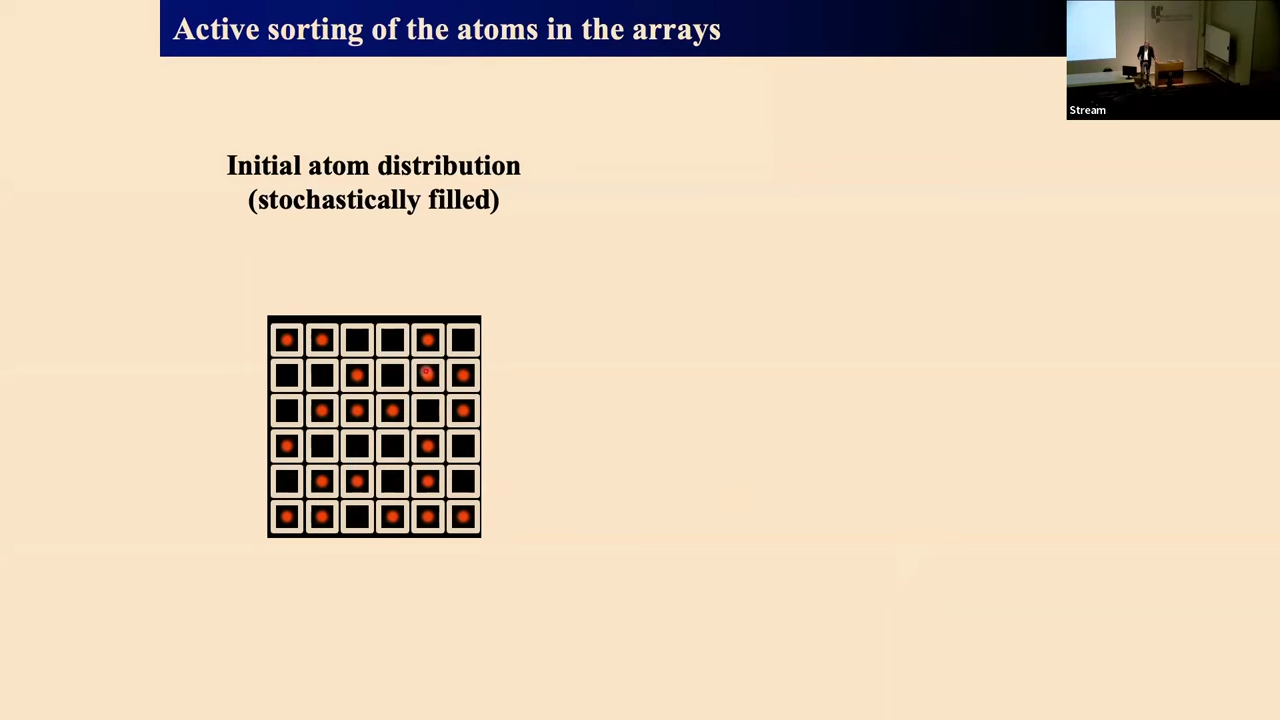 Active sorting of the atoms in the arrays
Stream
Initial atom distribution
(stochastically filled)